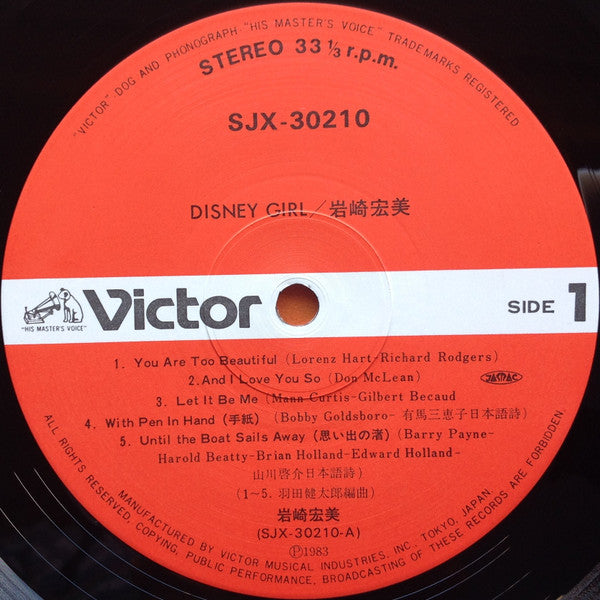 "VICTOR"·DOG AND PHONOGRAPH·"HIS MASTER'S VOICE" TRADEMARKS REGISTERED
STEREO 33⅓ r.p.m.
SJX-30210
DISNEY GIRL/岩崎宏美
"HIS MASTER'S VOICE"
Victor
SIDE 1
1. You Are Too Beautiful (Lorenz Hart-Richard Rodgers)
2. And I Love You So (Don McLean)
JASRAC
3. Let It Be Me (Mann Curtis-Gilbert Becaud
4. With Pen In Hand (手紙) (Bobby Goldsboro- 有馬三恵子日本語詩)
5. Until the Boat Sails Away (思い出の渚) (Barry Payne-
Harold Beatty-Brian Holland-Edward Holland-
山川啓介日本語詩)
(1~5. 羽田健太郎編曲)
岩崎宏美
(SJX-30210-A)
Ⓟ1983
MANUFACTURED BY VICTOR MUSICAL INDUSTRIES, INC. TOKYO, JAPAN
ALL RIGHTS RESERVED, COPYING, PUBLIC PERFORMANCE, BROADCASTING OF THESE RECORDS ARE FORBIDDEN.